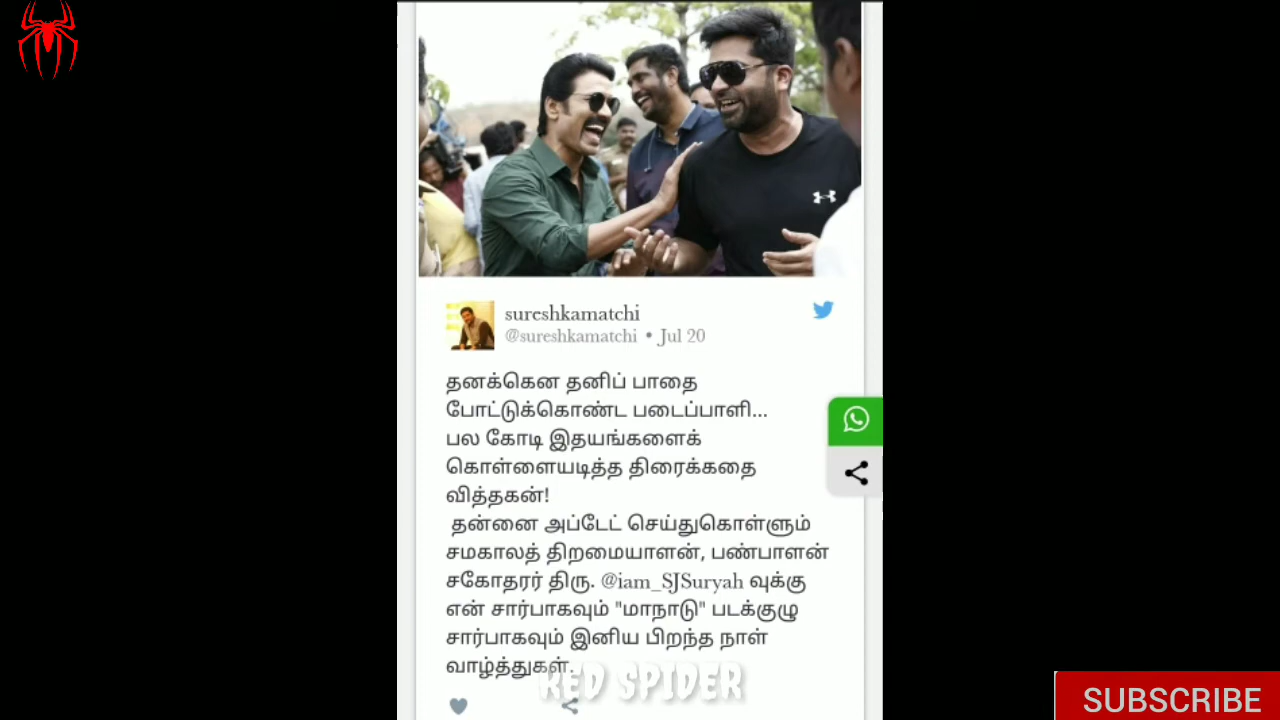 sureshkamatchi
@sureshkamatchi • Jul 20
தனக்கென தனிப் பாதை
போட்டுக்கொண்ட படைப்பாளி...
பல கோடி இதயங்களைக்
கொள்ளையடித்த திரைக்கதை
வித்தகன்!
தன்னை அப்டேட் செய்துகொள்ளும்
சமகாலத் திறமையாளன், பண்பாளன்
சகோதரர் திரு. @iam_SJSuryah வுக்கு
என் சார்பாகவும் "மாநாடு" படக்குழு
சார்பாகவும் இனிய பிறந்த நாள்
வாழ்த்துகள்.
RED SPIDER
SUBSCRIBE